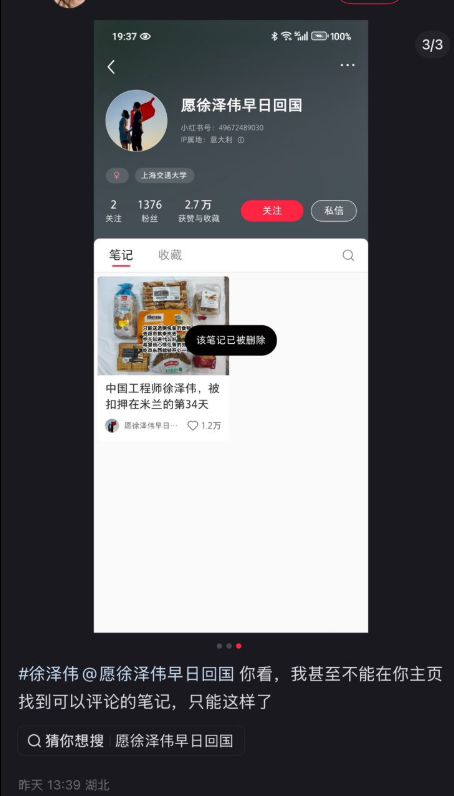 3/3
19:37
100%
愿徐泽伟早日回国
小红书号：49672489030
IP属地：意大利
上海交通大学
2 1376 2.7万
关注 粉丝 获赞与收藏
关注 私信
笔记 收藏
该笔记已被删除
中国工程师徐泽伟，被
扣押在米兰的第34天
愿徐泽伟早日… 1.2万
#徐泽伟@愿徐泽伟早日回国 你看，我甚至不能在你主页
找到可以评论的笔记，只能这样了
猜你想搜 愿徐泽伟早日回国
昨天 13:39 湖北